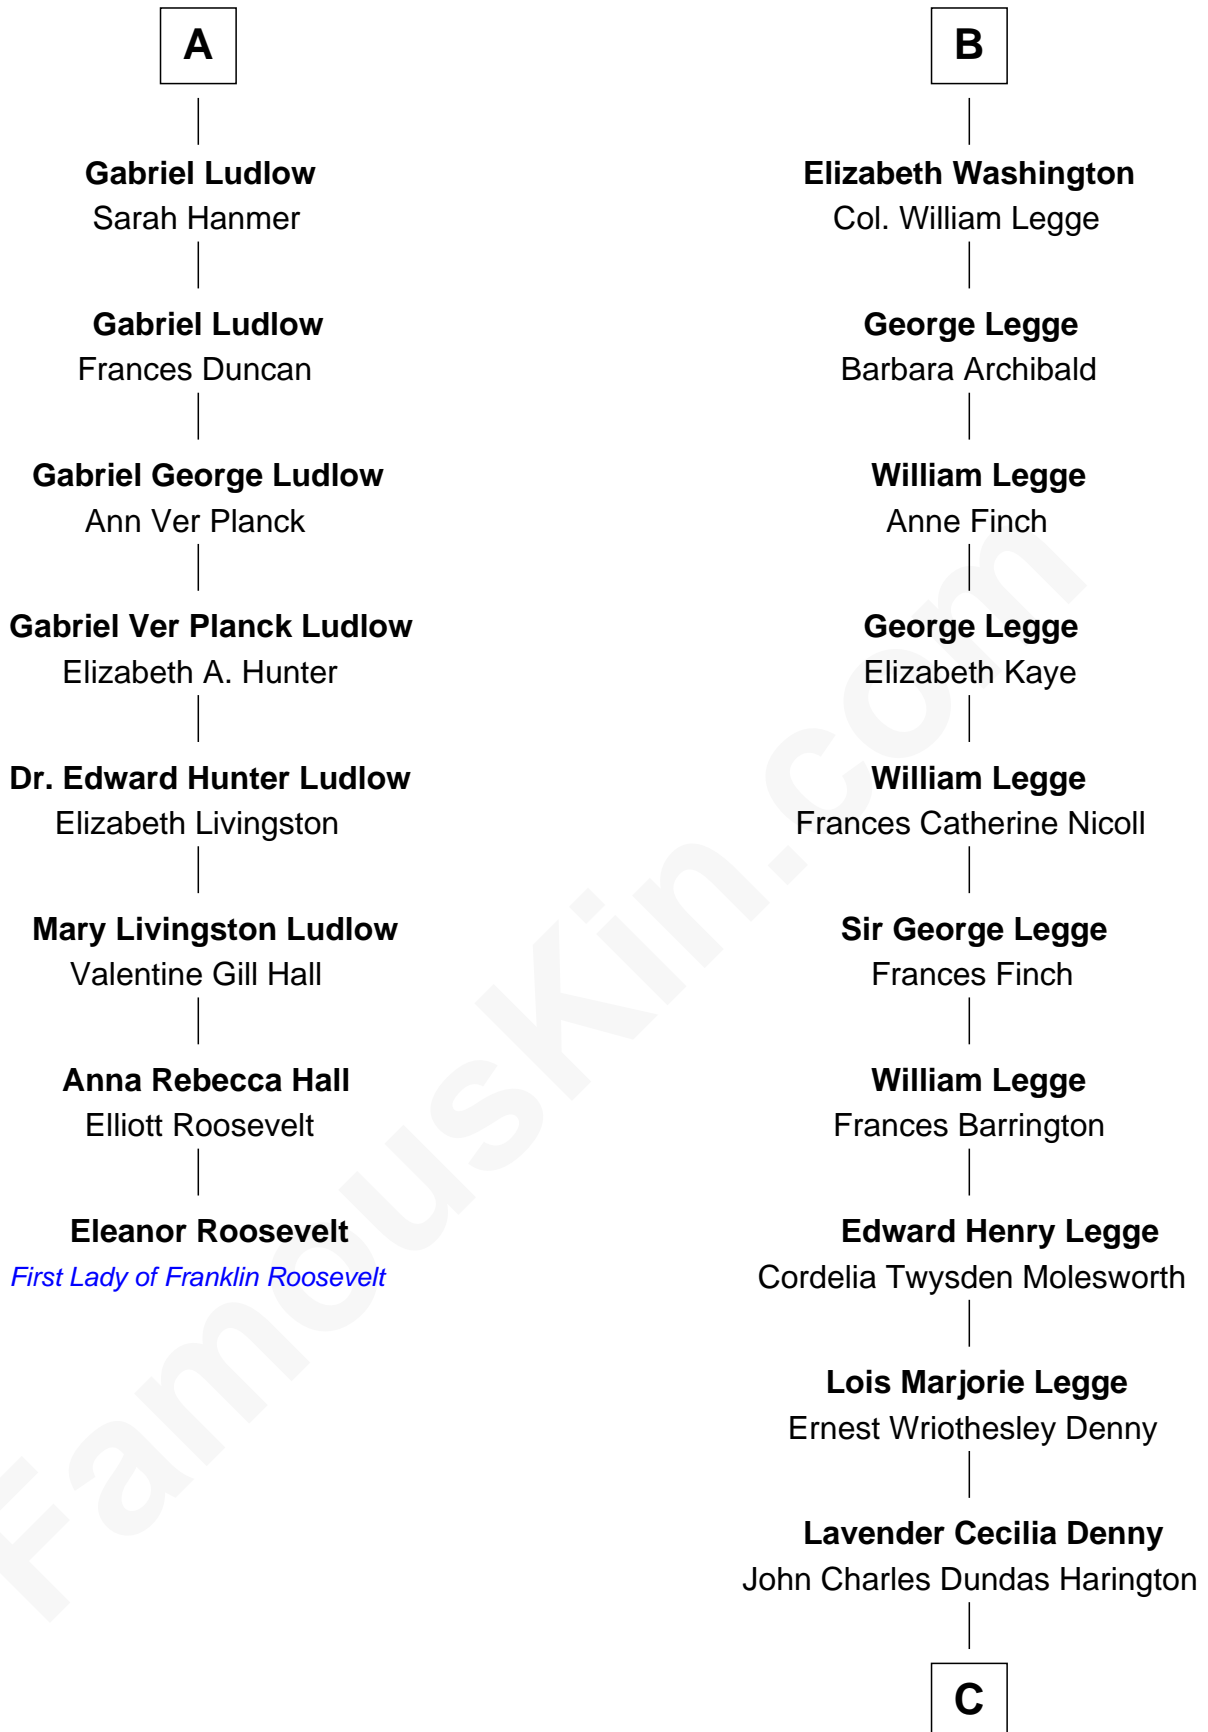 A
Gabriel Ludlow
Sarah Hanmer
Gabriel Ludlow
Frances Duncan
Gabriel George Ludlow
Ann Ver Planck
Gabriel Ver Planck Ludlow
Elizabeth A. Hunter
Dr. Edward Hunter Ludlow
Elizabeth Livingston
Mary Livingston Ludlow
Valentine Gill Hall
Anna Rebecca Hall
Elliott Roosevelt
Eleanor Roosevelt
First Lady of Franklin Roosevelt
B
Elizabeth Washington
Col. William Legge
George Legge
Barbara Archibald
William Legge
Anne Finch
George Legge
Elizabeth Kaye
William Legge
Frances Catherine Nicoll
Sir George Legge
Frances Finch
William Legge
Frances Barrington
Edward Henry Legge
Cordelia Twysden Molesworth
Lois Marjorie Legge
Ernest Wriothesley Denny
Lavender Cecilia Denny
John Charles Dundas Harington
C
FamousKin.com